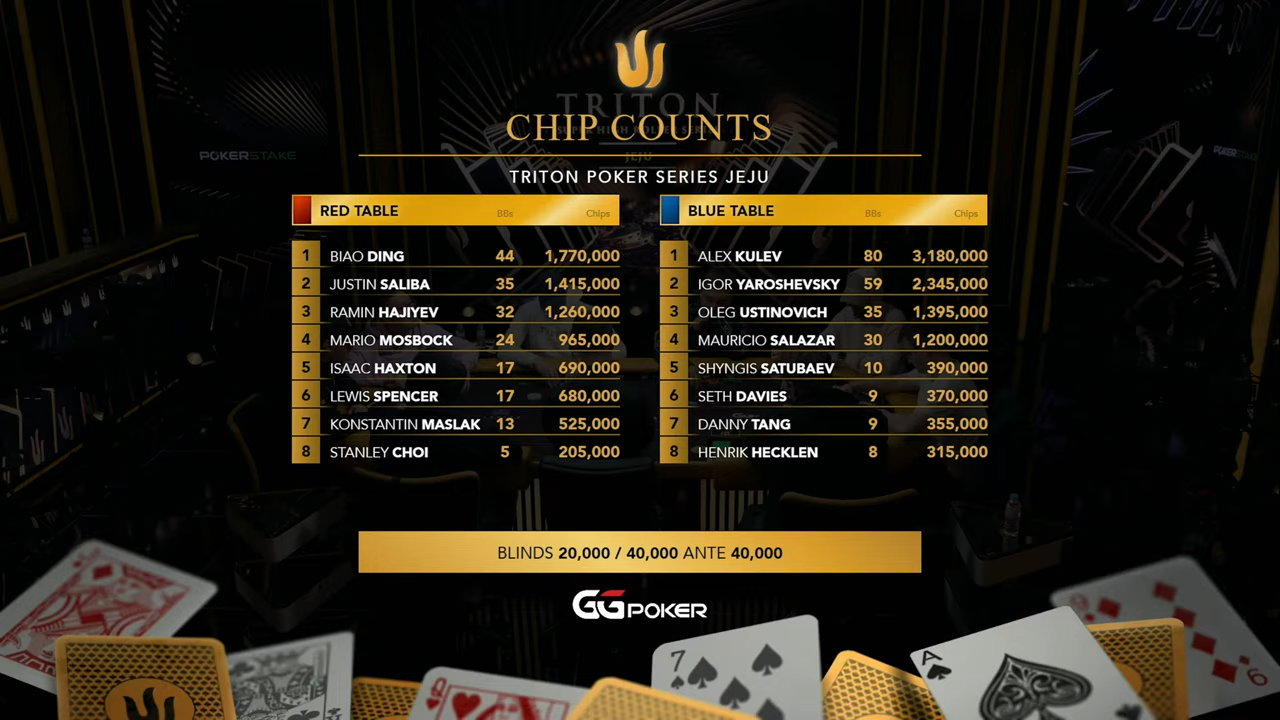 TRITON
CHIP COUNTS
JEJU
POKERSTAKE
TRITON POKER SERIES JEJU
RED TABLE BBs Chips
1 BIAO DING 44 1,770,000
2 JUSTIN SALIBA 35 1,415,000
3 RAMIN HAJIYEV 32 1,260,000
4 MARIO MOSBOCK 24 965,000
5 ISAAC HAXTON 17 690,000
6 LEWIS SPENCER 17 680,000
7 KONSTANTIN MASLAK 13 525,000
8 STANLEY CHOI 5 205,000
BLUE TABLE BBs Chips
1 ALEX KULEV 80 3,180,000
2 IGOR YAROSHEVSKY 59 2,345,000
3 OLEG USTINOVICH 35 1,395,000
4 MAURICIO SALAZAR 30 1,200,000
5 SHYNGIS SATUBAEV 10 390,000
6 SETH DAVIES 9 370,000
7 DANNY TANG 9 355,000
8 HENRIK HECKLEN 8 315,000
BLINDS 20,000 / 40,000 ANTE 40,000
GGPOKER
7
A
Q
9